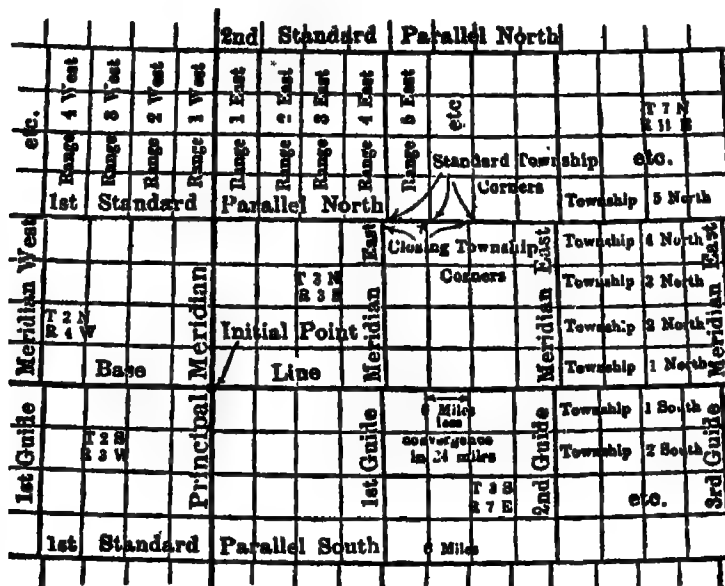 2nd Standard Parallel North
etc.
Range 4 West
Range 3 West
Range 2 West
Range 1 West
Range 1 East
Range 2 East
Range 3 East
Range 4 East
Range 5 East
etc.
T 7 N
R 11 E
Standard Township
Corners
etc.
1st Standard Parallel North
Township 5 North
Closing Township
Corners
Township 4 North
Township 2 North
Township 2 North
Township 1 North
T 3 N
R 3 E
T 2 N
R 4 W
Initial Point
Base Line
1st Guide Meridian West
Principal Meridian
1st Guide Meridian East
2nd Guide Meridian East
3rd Guide Meridian East
6 Miles
less
convergence
in 24 miles
Township 1 South
Township 2 South
etc.
T 2 S
R 3 W
T 3 S
R 7 E
1st Standard Parallel South
6 Miles